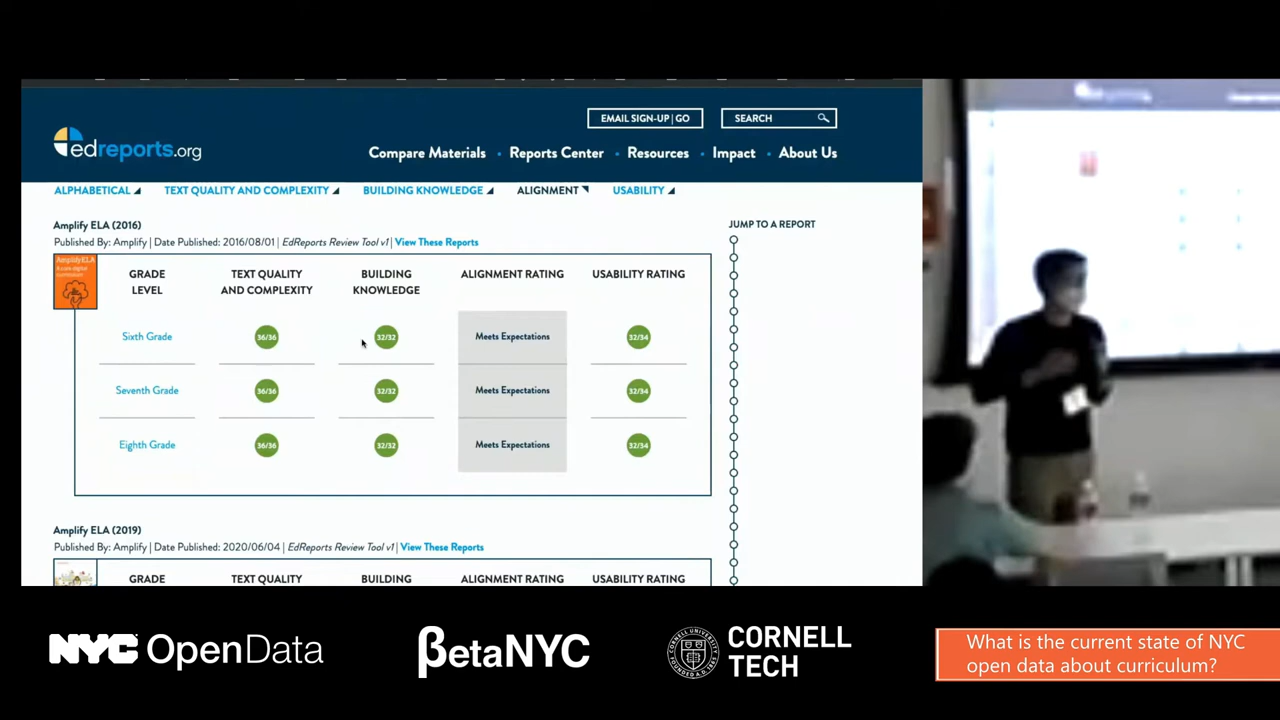 EMAIL SIGN-UP | GO
SEARCH
edreports.org
Compare Materials • Reports Center • Resources • Impact • About Us
ALPHABETICAL TEXT QUALITY AND COMPLEXITY BUILDING KNOWLEDGE ALIGNMENT USABILITY
Amplify ELA (2016)
JUMP TO A REPORT
Published By: Amplify | Date Published: 2016/08/01 | EdReports Review Tool v1 | View These Reports
AmplifyELA
GRADE LEVEL
TEXT QUALITY AND COMPLEXITY
BUILDING KNOWLEDGE
ALIGNMENT RATING
USABILITY RATING
Sixth Grade 36/36 32/32 Meets Expectations 32/34
Seventh Grade 36/36 32/32 Meets Expectations 32/34
Eighth Grade 36/36 32/32 Meets Expectations 32/34
Amplify ELA (2019)
Published By: Amplify | Date Published: 2020/06/04 | EdReports Review Tool v1 | View These Reports
GRADE TEXT QUALITY BUILDING ALIGNMENT RATING USABILITY RATING
NYC OpenData
βetaNYC
CORNELL
TECH
What is the current state of NYC
open data about curriculum?